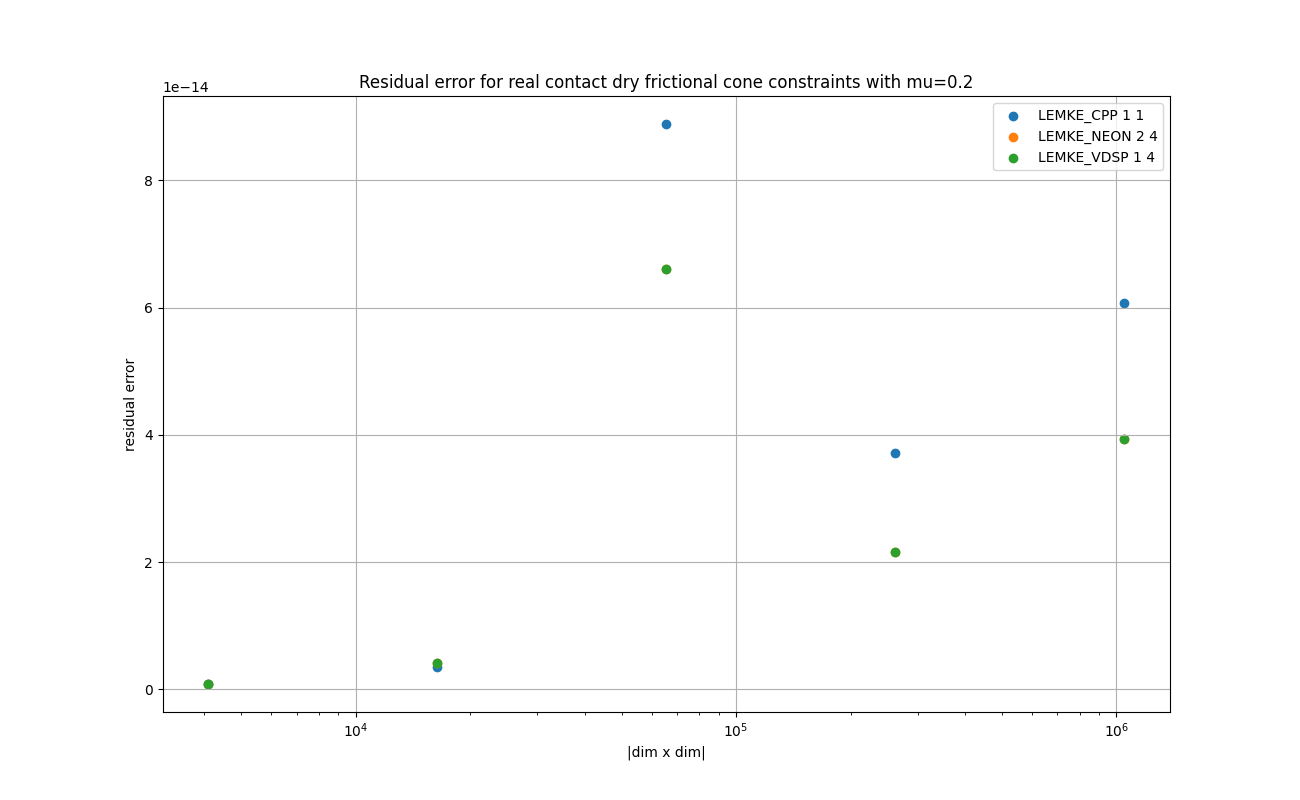 Residual error for real contact dry frictional cone constraints with mu=0.2
1e−14
LEMKE_CPP 1 1
LEMKE_NEON 2 4
LEMKE_VDSP 1 4
8
6
4
2
0
residual error
10⁴
10⁵
10⁶
|dim x dim|